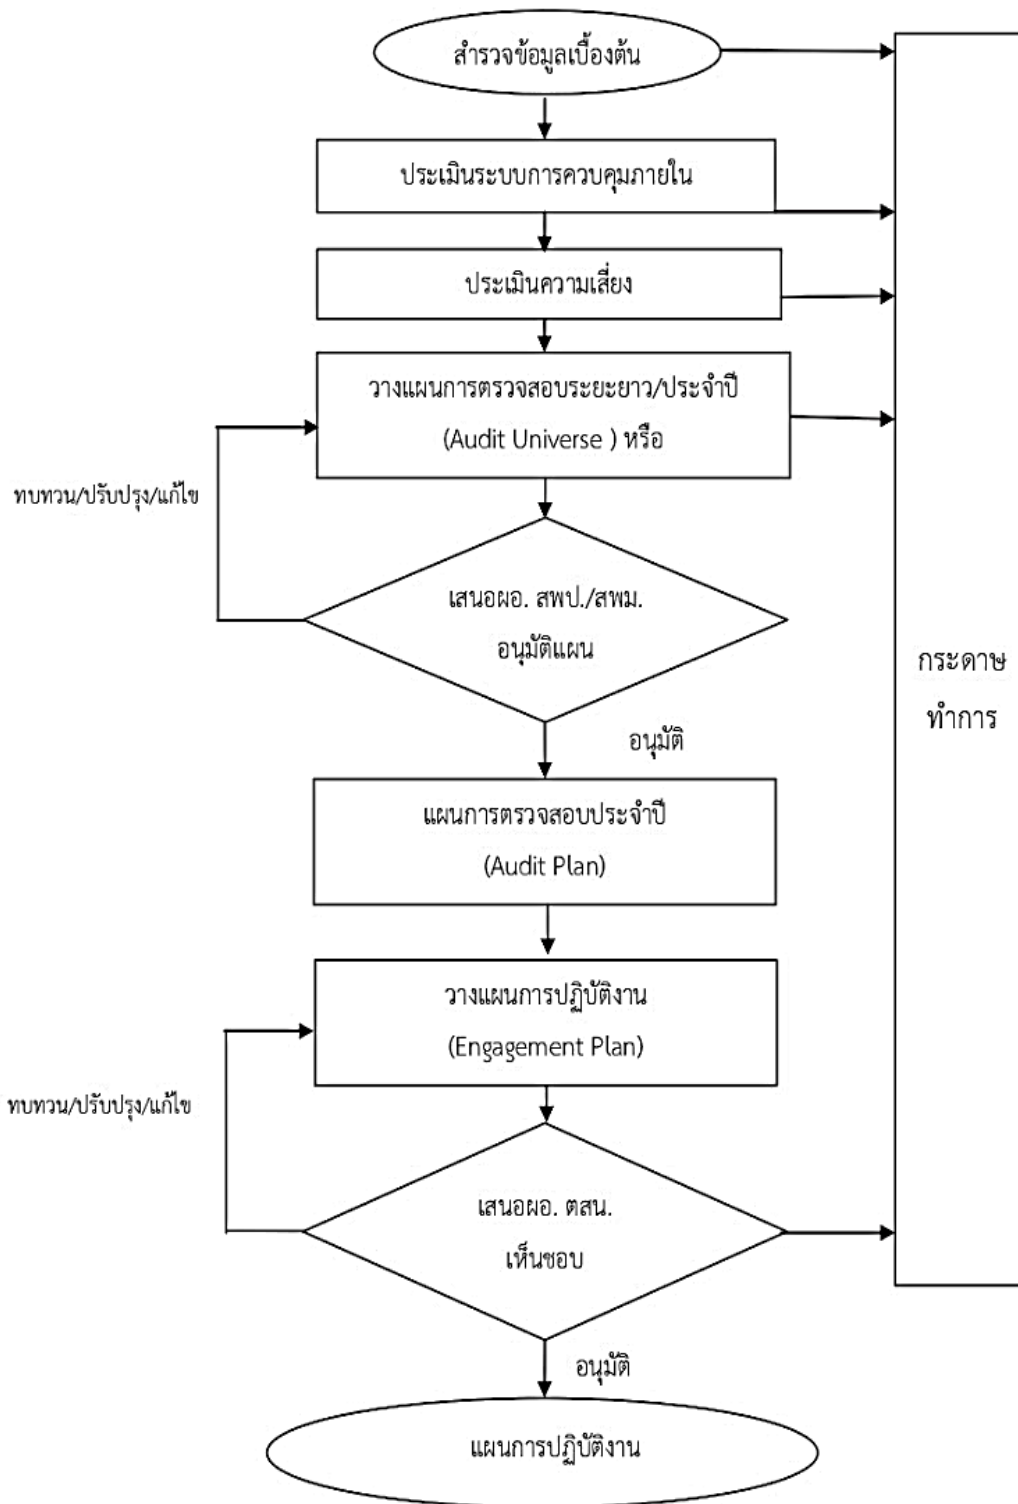 สำรวจข้อมูลเบื้องต้น
ประเมินระบบการควบคุมภายใน
ประเมินความเสี่ยง
วางแผนการตรวจสอบระยะยาว/ประจำปี
(Audit Universe ) หรือ
ทบทวน/ปรับปรุง/แก้ไข
เสนอผอ. สพป./สพม.
อนุมัติแผน
กระดาษ
ทำการ
อนุมัติ
แผนการตรวจสอบประจำปี
(Audit Plan)
วางแผนการปฏิบัติงาน
(Engagement Plan)
ทบทวน/ปรับปรุง/แก้ไข
เสนอผอ. ตสน.
เห็นชอบ
อนุมัติ
แผนการปฏิบัติงาน